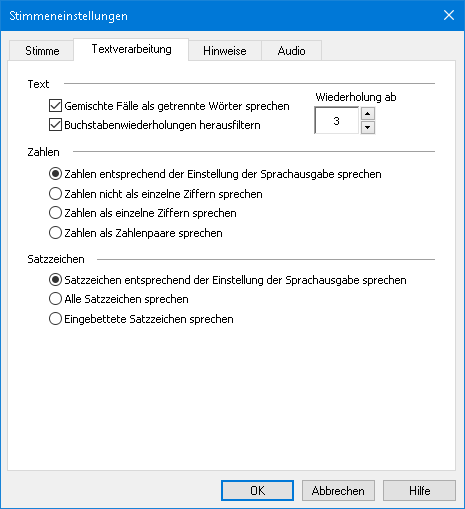 Stimmeneinstellungen
Stimme Textverarbeitung Hinweise Audio
Text
Wiederholung ab
Gemischte Fälle als getrennte Wörter sprechen
3
Buchstabenwiederholungen herausfiltern
Zahlen
Zahlen entsprechend der Einstellung der Sprachausgabe sprechen
Zahlen nicht als einzelne Ziffern sprechen
Zahlen als einzelne Ziffern sprechen
Zahlen als Zahlenpaare sprechen
Satzzeichen
Satzzeichen entsprechend der Einstellung der Sprachausgabe sprechen
Alle Satzzeichen sprechen
Eingebettete Satzzeichen sprechen
OK Abbrechen Hilfe